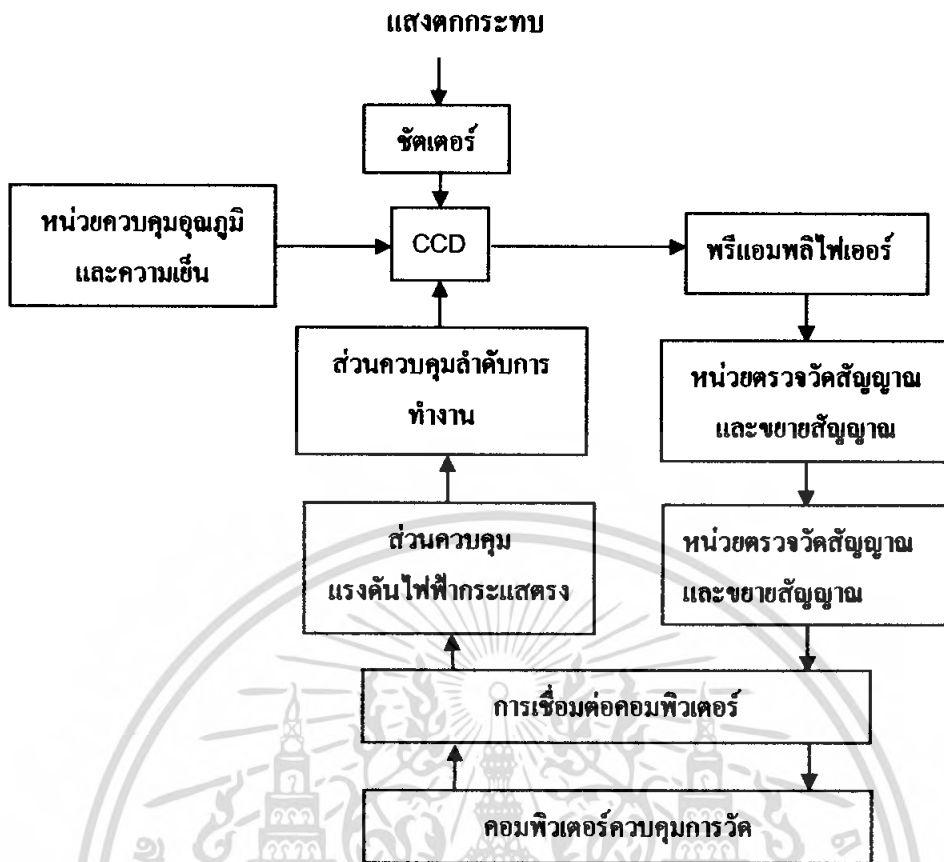 แสงตกกระทบ
ชัตเตอร์
หน่วยควบคุมอุณภูมิ
และความเย็น
CCD
พรีแอมพลิไฟเออร์
ส่วนควบคุมลำดับการ
ทำงาน
หน่วยตรวจวัดสัญญาณ
และขยายสัญญาณ
ส่วนควบคุม
แรงดันไฟฟ้ากระแสตรง
หน่วยตรวจวัดสัญญาณ
และขยายสัญญาณ
การเชื่อมต่อคอมพิวเตอร์
คอมพิวเตอร์ควบคุมการวัด